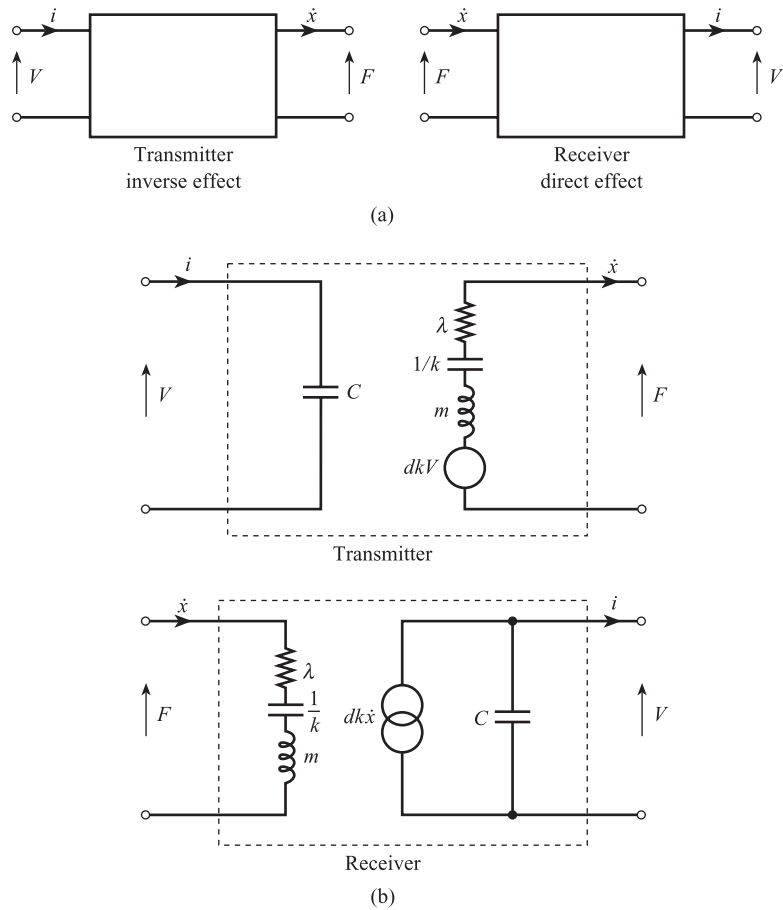 i ẋ ẋ i
V F F V
Transmitter Receiver
inverse effect direct effect
(a)
i ẋ
λ
1/k
V C m F
dkV
Transmitter
ẋ i
λ
F 1/k dkẋ C V
m
Receiver
(b)